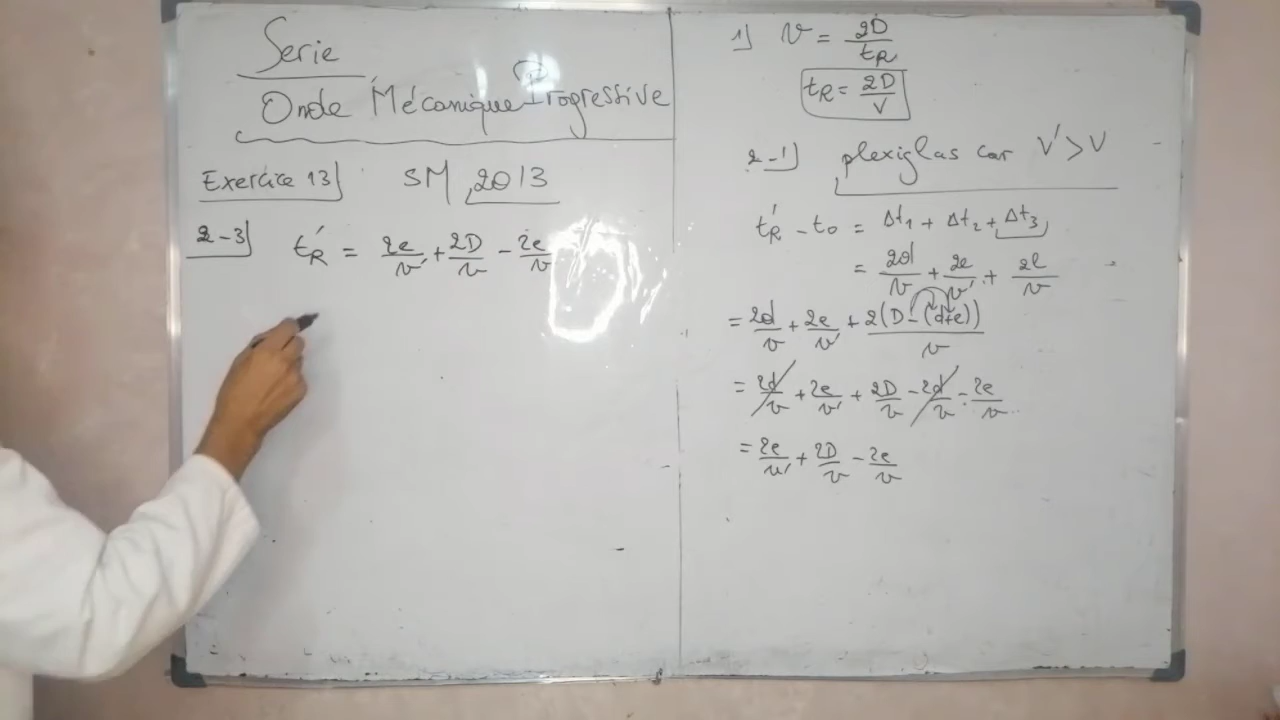 Serie
Onde Mécanique Progressive
Exercice 13] SM 2013
2-3] t'R = 2e/v' + 2D/v - 2e/v
1] v = 2D/tR
tR = 2D/V
2-1] plexiglas car V' > V
t'R - to = Δt1 + Δt2 + Δt3
= 2d/v + 2e/v' + 2l/v
= 2d/v + 2e/v' + 2(D - (d+e))/v
= 2d/v + 2e/v' + 2D/v - 2d/v - 2e/v
= 2e/v' + 2D/v - 2e/v